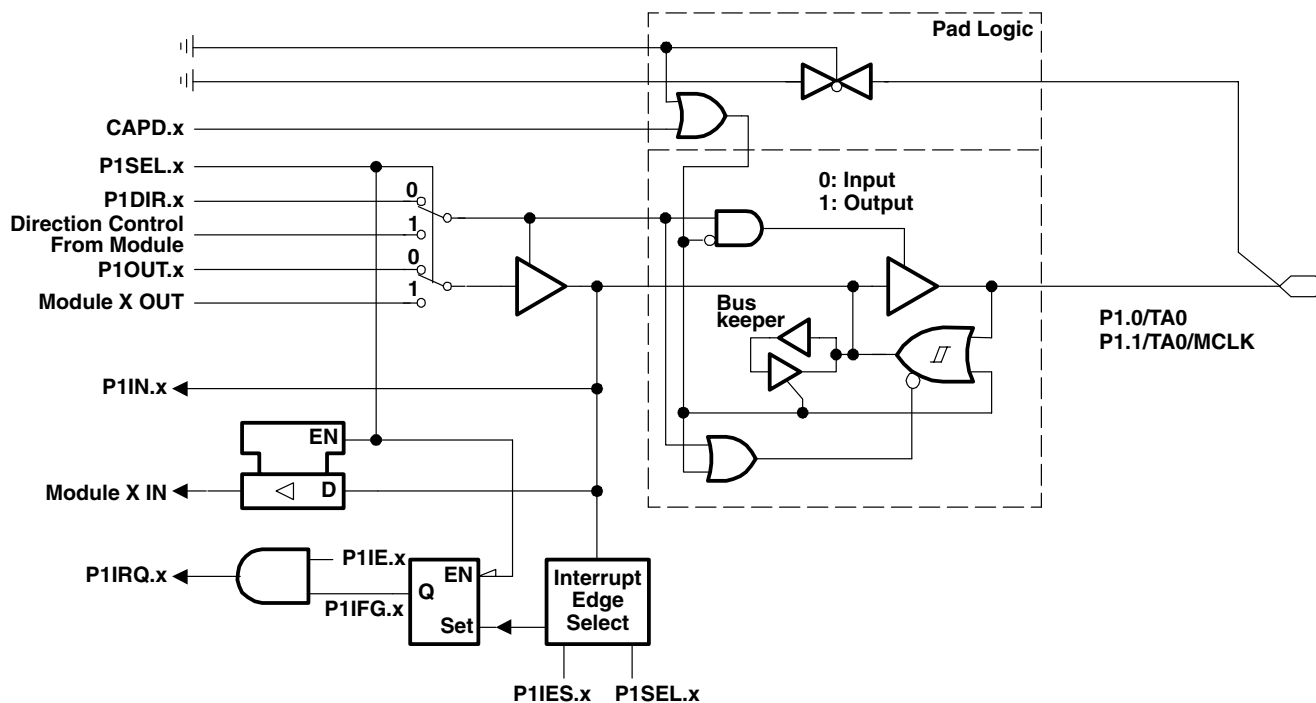 Pad Logic
CAPD.x
P1SEL.x
P1DIR.x
0
Direction Control
From Module
1
0: Input
1: Output
P1OUT.x
0
Module X OUT
1
Bus
keeper
P1.0/TA0
P1.1/TA0/MCLK
P1IN.x
EN
Module X IN
D
P1IRQ.x
P1IE.x
P1IFG.x
EN
Q
Set
Interrupt
Edge
Select
P1IES.x
P1SEL.x